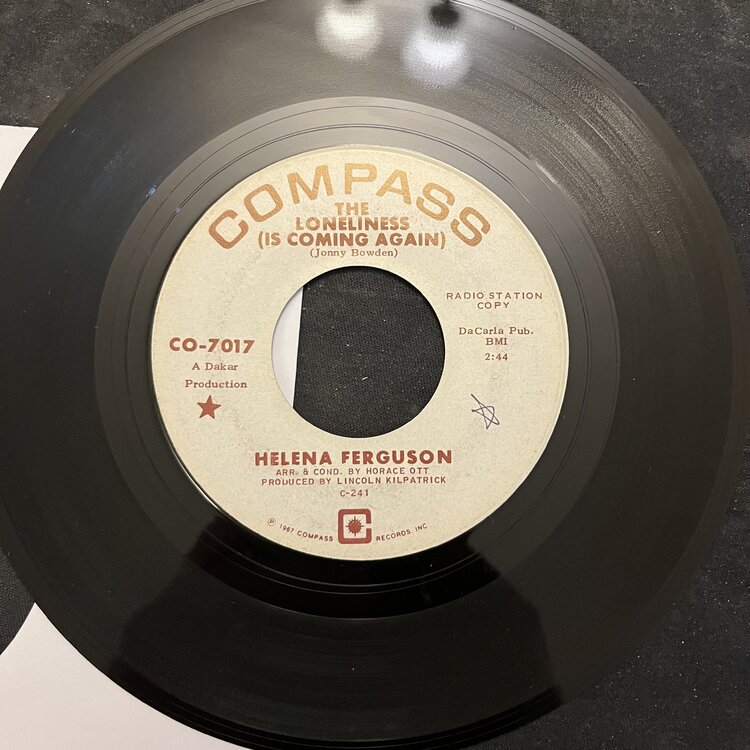 COMPASS
THE
LONELINESS
(IS COMING AGAIN)
(Jonny Bowden)
RADIO STATION
COPY
DaCarla Pub.
BMI
2:44
CO-7017
A Dakar
Production
HELENA FERGUSON
ARR. & COND. BY HORACE OTT
PRODUCED BY LINCOLN KILPATRICK
C-241
℗ 1967 COMPASS RECORDS, INC